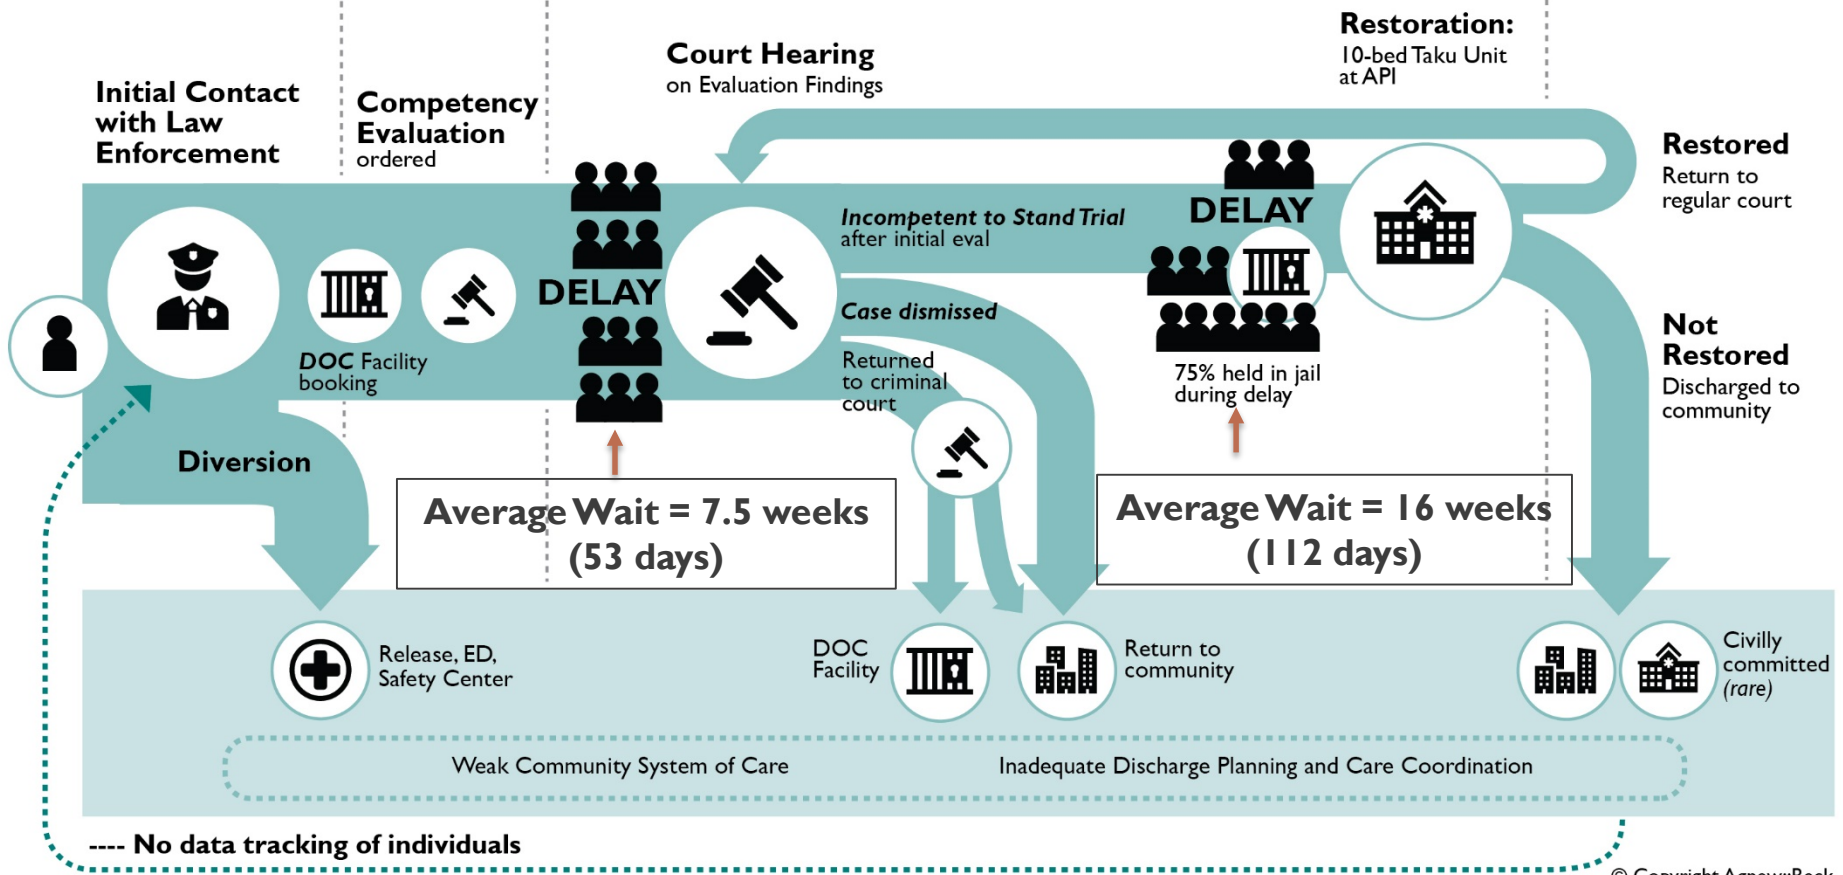 Initial Contact
with Law
Enforcement
Competency
Evaluation
ordered
Court Hearing
on Evaluation Findings
Restoration:
10-bed Taku Unit
at API
Restored
Return to
regular court
DELAY
Incompetent to Stand Trial
after initial eval
DELAY
Case dismissed
Returned
to criminal
court
DOC Facility
booking
75% held in jail
during delay
Not
Restored
Discharged to
community
Diversion
Average Wait = 7.5 weeks
(53 days)
Average Wait = 16 weeks
(112 days)
Release, ED,
Safety Center
DOC
Facility
Return to
community
Civilly
committed
(rare)
Weak Community System of Care
Inadequate Discharge Planning and Care Coordination
---- No data tracking of individuals
© Copyright Agnew::Beck